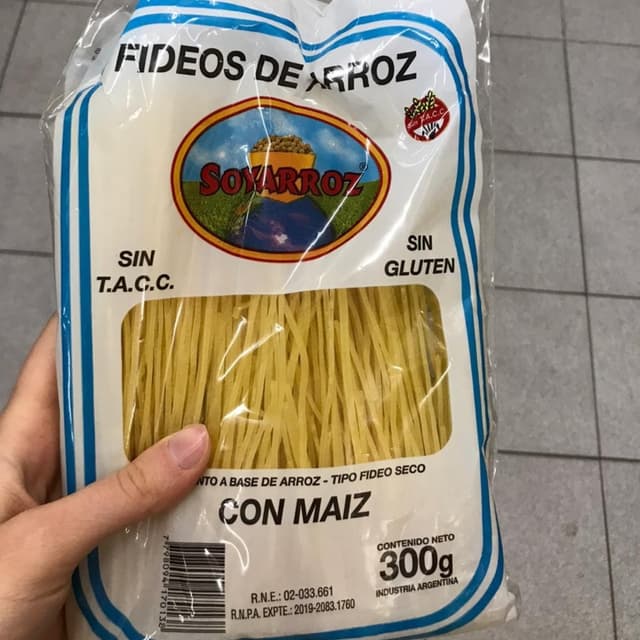 FIDEOS DE ARROZ
SIN T.A.C.C.
SOYARROZ®
SIN
T.A.C.C.
SIN
GLUTEN
A BASE DE ARROZ - TIPO FIDEO SECO
CON MAIZ
CONTENIDO NETO
300g
INDUSTRIA ARGENTINA
R.N.E.: 02-033.661
R.N.P.A. EXPTE.: 2019-2083.1760